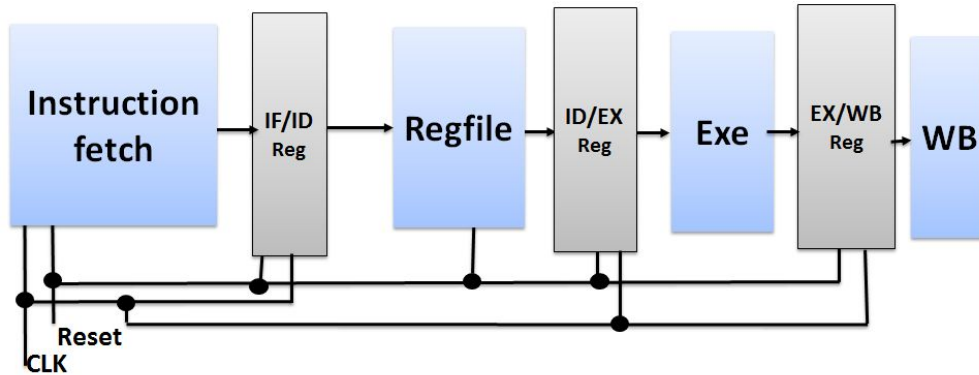 Instruction
fetch
IF/ID
Reg
Regfile
ID/EX
Reg
Exe
EX/WB
Reg
WB
Reset
CLK